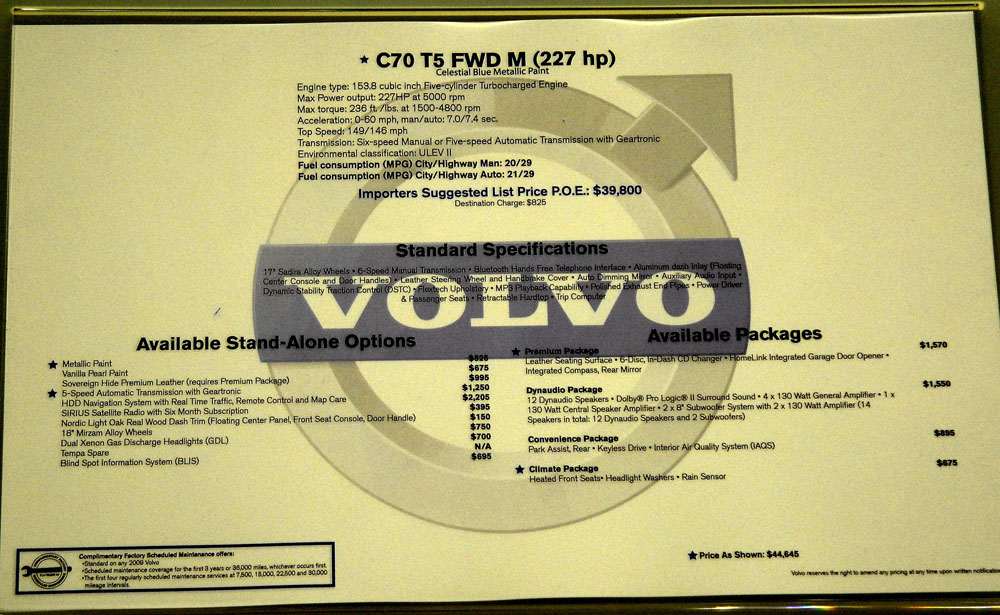 ★ C70 T5 FWD M (227 hp)
Celestial Blue Metallic Paint
Engine type: 153.8 cubic inch Five-cylinder Turbocharged Engine
Max Power output: 227HP at 5000 rpm
Max torque: 236 ft./lbs. at 1500-4800 rpm
Acceleration: 0-60 mph, man/auto: 7.0/7.4 sec.
Top Speed: 149/146 mph
Transmission: Six-speed Manual or Five-speed Automatic Transmission with Geartronic
Environmental classification: ULEV II
Fuel consumption (MPG) City/Highway Man: 20/29
Fuel consumption (MPG) City/Highway Auto: 21/29
Importers Suggested List Price P.O.E.: $39,800
Destination Charge: $825
Standard Specifications
17" Sadira Alloy Wheels • 6-Speed Manual Transmission • Bluetooth Hands Free Telephone Interface • Aluminum dash Inlay (Floating
Center Console and Door Handles) • Leather Steering Wheel and Handbrake Cover • Auto Dimming Mirror • Auxiliary Audio Input •
Dynamic Stability Traction Control (DSTC) • Flextech Upholstry • MP3 Playback Capability • Polished Exhaust End Pipes • Power Driver
& Passenger Seats • Retractable Hardtop • Trip Computer
VOLVO
Available Stand-Alone Options
★ Metallic Paint $525
Vanilla Pearl Paint $675
Sovereign Hide Premium Leather (requires Premium Package) $995
★ 5-Speed Automatic Transmission with Geartronic $1,250
HDD Navigation System with Real Time Traffic, Remote Control and Map Care $2,205
SIRIUS Satellite Radio with Six Month Subscription $395
Nordic Light Oak Real Wood Dash Trim (Floating Center Panel, Front Seat Console, Door Handle) $150
18" Mirzam Alloy Wheels $750
Dual Xenon Gas Discharge Headlights (GDL) $700
Tempa Spare N/A
Blind Spot Information System (BLIS) $695
Available Packages
★ Premium Package $1,570
Leather Seating Surface • 6-Disc, In-Dash CD Changer • HomeLink Integrated Garage Door Opener •
Integrated Compass, Rear Mirror
Dynaudio Package $1,550
12 Dynaudio Speakers • Dolby® Pro Logic® II Surround Sound • 4 x 130 Watt General Amplifier • 1 x
130 Watt Central Speaker Amplifier • 2 x 8" Subwoofer System with 2 x 130 Watt Amplifier (14
Speakers in total: 12 Dynaudio Speakers and 2 Subwoofers)
Convenience Package $895
Park Assist, Rear • Keyless Drive • Interior Air Quality System (IAQS)
★ Climate Package $675
Heated Front Seats • Headlight Washers • Rain Sensor
Complimentary Factory Scheduled Maintenance offers:
•Standard on any 2009 Volvo
•Scheduled maintenance coverage for the first 3 years or 36,000 miles, whichever occurs first.
•The first four regularly scheduled maintenance services at 7,500, 15,000, 22,500 and 30,000
mileage intervals.
★ Price As Shown: $44,645
Volvo reserves the right to amend any pricing at any time upon written notification